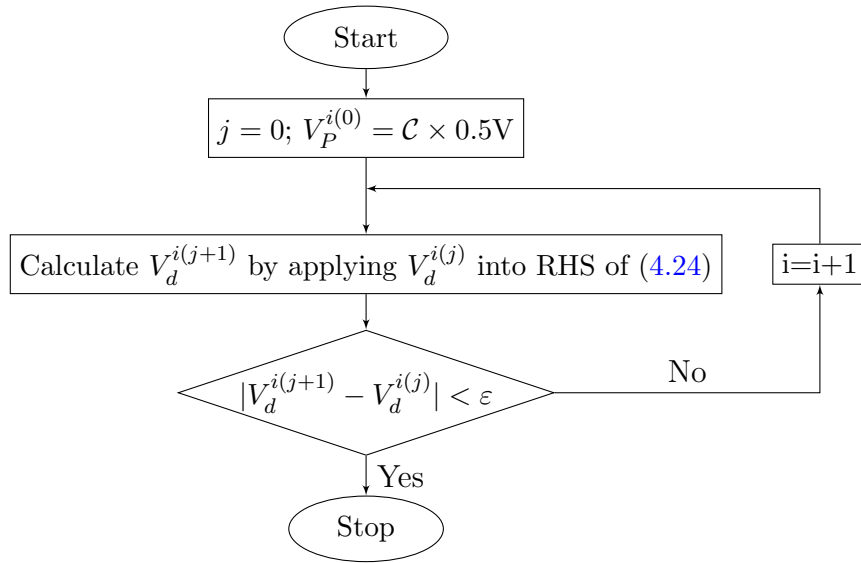 Start
j = 0; V_P^{i(0)} = 𝒞 × 0.5V
Calculate V_d^{i(j+1)} by applying V_d^{i(j)} into RHS of (4.24)
i=i+1
|V_d^{i(j+1)} − V_d^{i(j)}| < ε
No
Yes
Stop